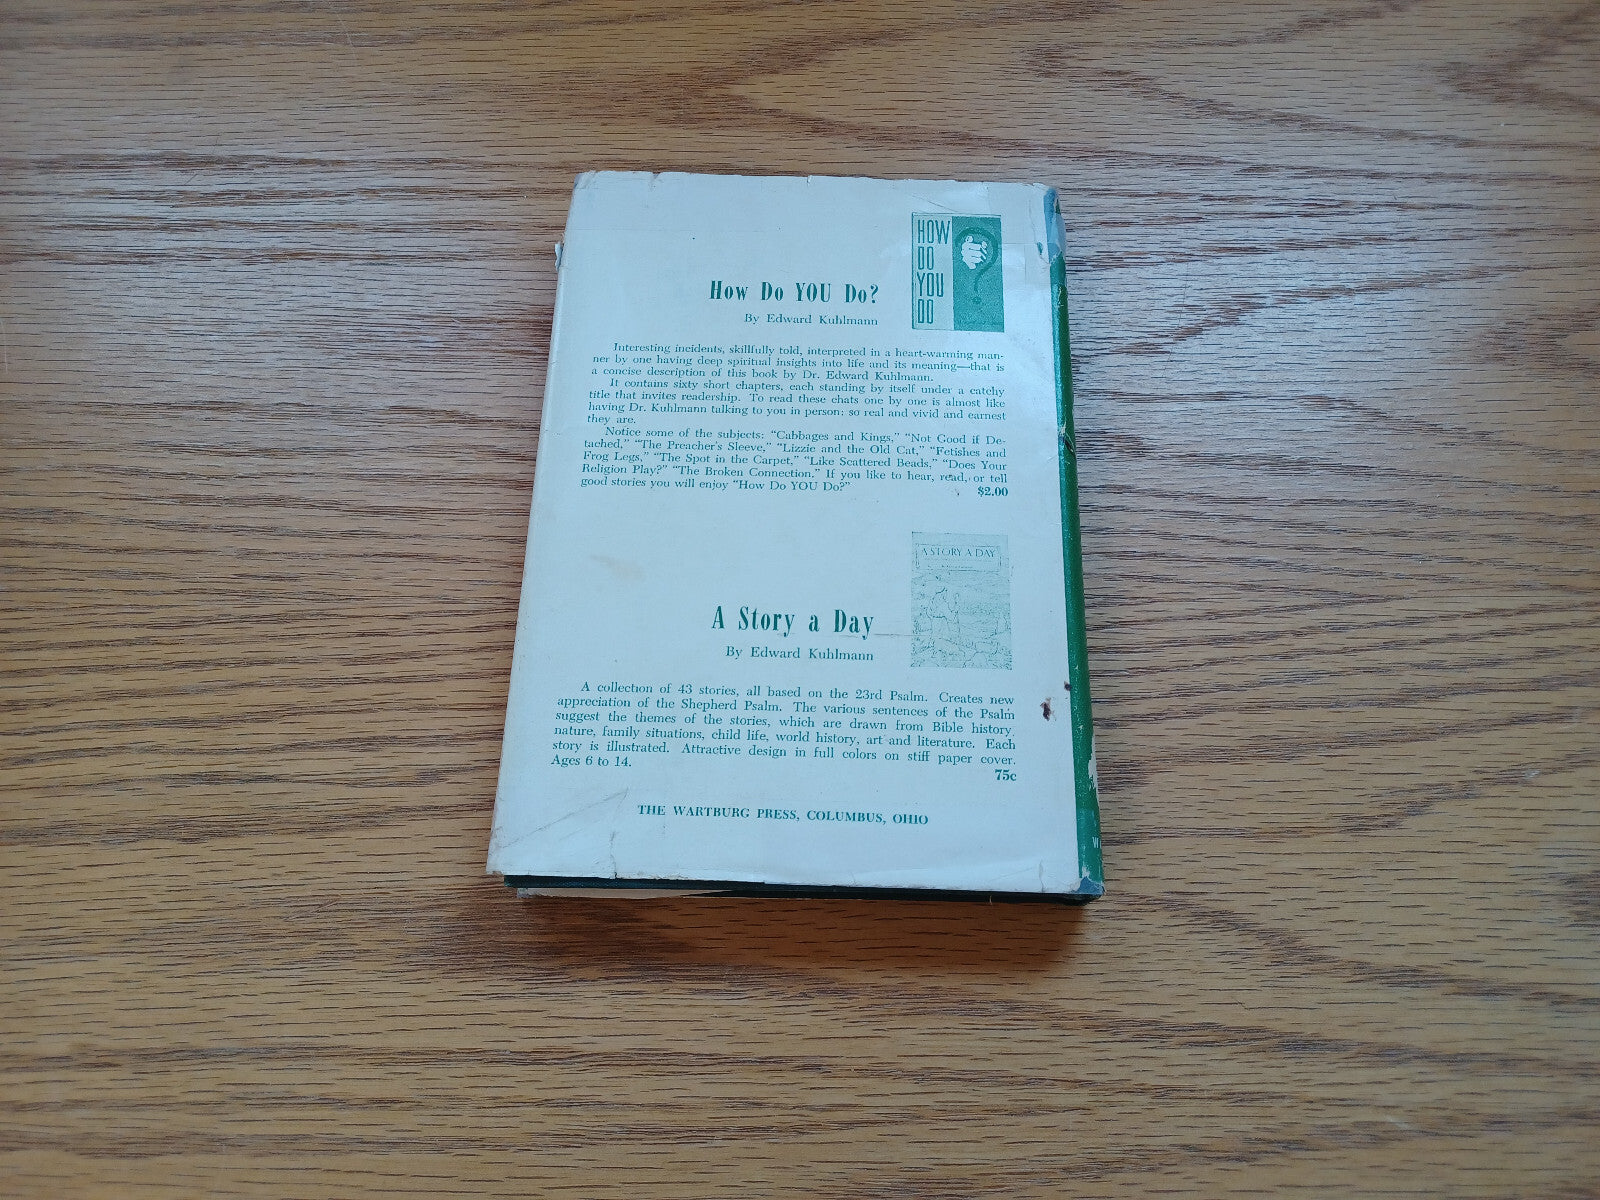 HOW
DO
YOU
DO
?
How Do YOU Do?
By Edward Kuhlmann
Interesting incidents, skillfully told, interpreted in a heart-warming man-
ner by one having deep spiritual insights into life and its meaning—that is
a concise description of this book by Dr. Edward Kuhlmann.
It contains sixty short chapters, each standing by itself under a catchy
title that invites readership. To read these chats one by one is almost like
having Dr. Kuhlmann talking to you in person: so real and vivid and earnest
they are.
Notice some of the subjects: "Cabbages and Kings," "Not Good if De-
tached," "The Preacher's Sleeve," "Lizzie and the Old Cat," "Fetishes and
Frog Legs," "The Spot in the Carpet," "Like Scattered Beads," "Does Your
Religion Play?" "The Broken Connection." If you like to hear, read, or tell
good stories you will enjoy "How Do YOU Do?"
$2.00
A STORY A DAY
A Story a Day
By Edward Kuhlmann
A collection of 43 stories, all based on the 23rd Psalm. Creates new
appreciation of the Shepherd Psalm. The various sentences of the Psalm
suggest the themes of the stories, which are drawn from Bible history,
nature, family situations, child life, world history, art and literature. Each
story is illustrated. Attractive design in full colors on stiff paper cover.
Ages 6 to 14.
75c
THE WARTBURG PRESS, COLUMBUS, OHIO
W